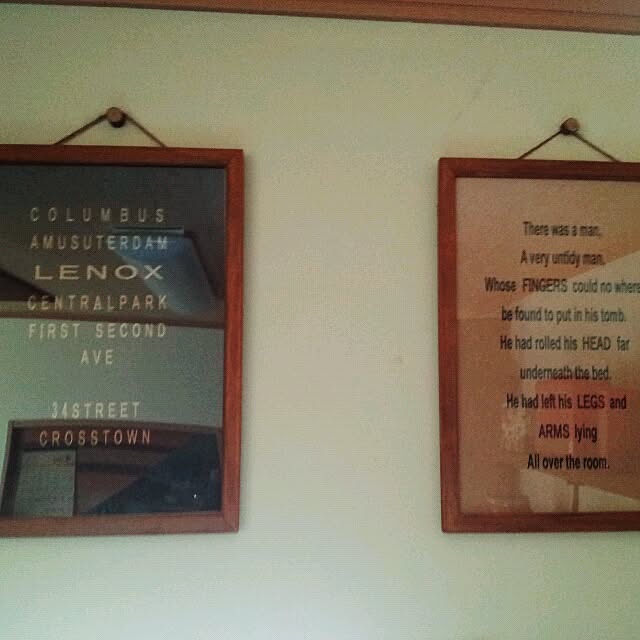 COLUMBUS
AMUSUTERDAM
LENOX
CENTRALPARK
FIRST SECOND
AVE
34STREET
CROSSTOWN
There was a man,
A very untidy man,
Whose FINGERS could no where
be found to put in his tomb.
He had rolled his HEAD far
underneath the bed.
He had left his LEGS and
ARMS lying
All over the room.